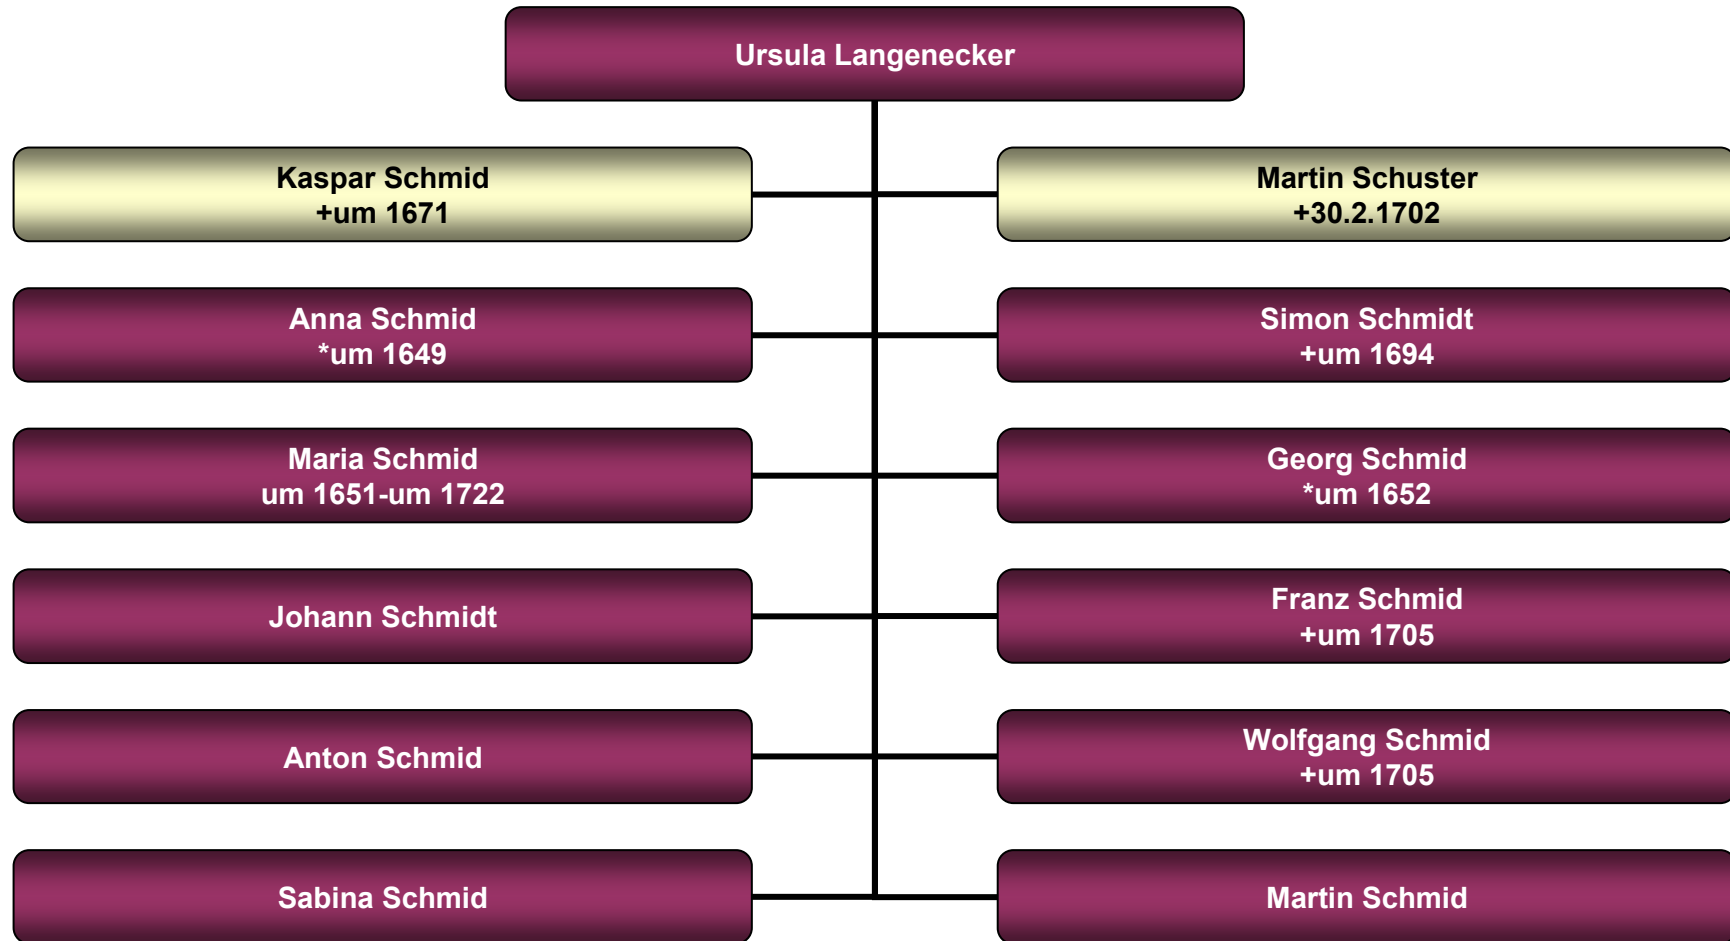 Ursula Langenecker
Kaspar Schmid
+um 1671
Martin Schuster
+30.2.1702
Anna Schmid
*um 1649
Simon Schmidt
+um 1694
Maria Schmid
um 1651-um 1722
Georg Schmid
*um 1652
Johann Schmidt
Franz Schmid
+um 1705
Anton Schmid
Wolfgang Schmid
+um 1705
Sabina Schmid
Martin Schmid